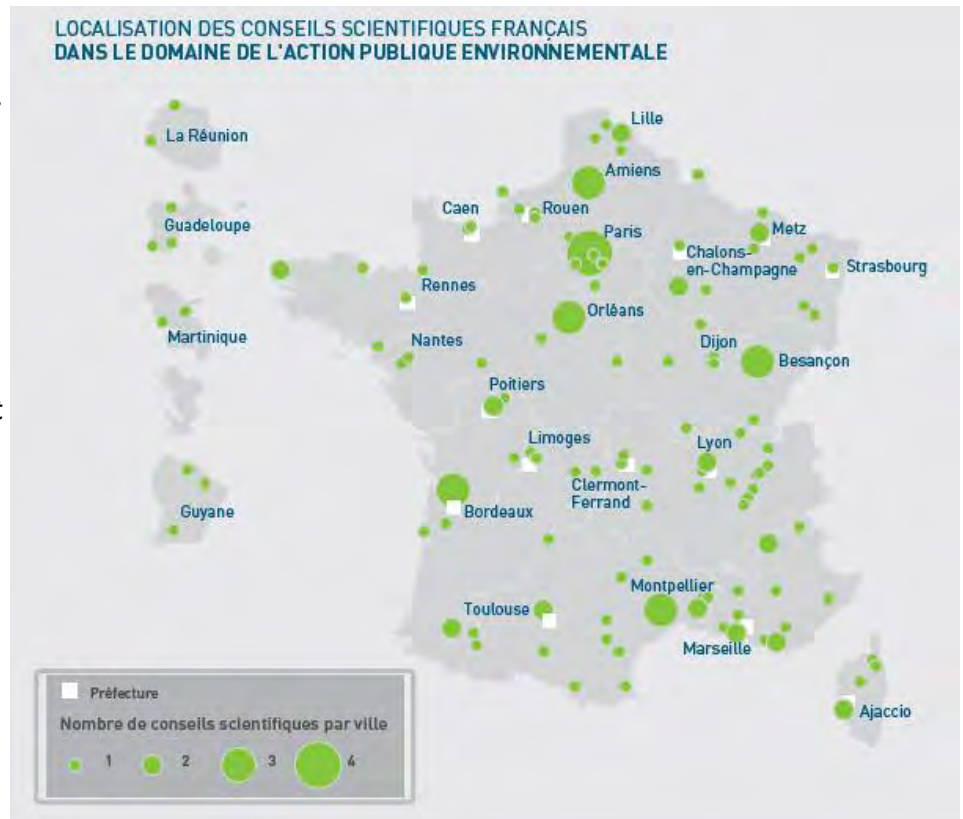 LOCALISATION DES CONSEILS SCIENTIFIQUES FRANÇAIS
DANS LE DOMAINE DE L'ACTION PUBLIQUE ENVIRONNEMENTALE
La Réunion
Lille
Amiens
Guadeloupe
Caen
Rouen
Paris
Metz
Chalons-
en-Champagne
Strasbourg
Rennes
Martinique
Nantes
Orléans
Dijon
Besançon
Poitiers
Limoges
Lyon
Clermont-
Ferrand
Guyane
Bordeaux
Toulouse
Montpellier
Marseille
Ajaccio
Préfecture
Nombre de conseils scientifiques par ville
1 2 3 4